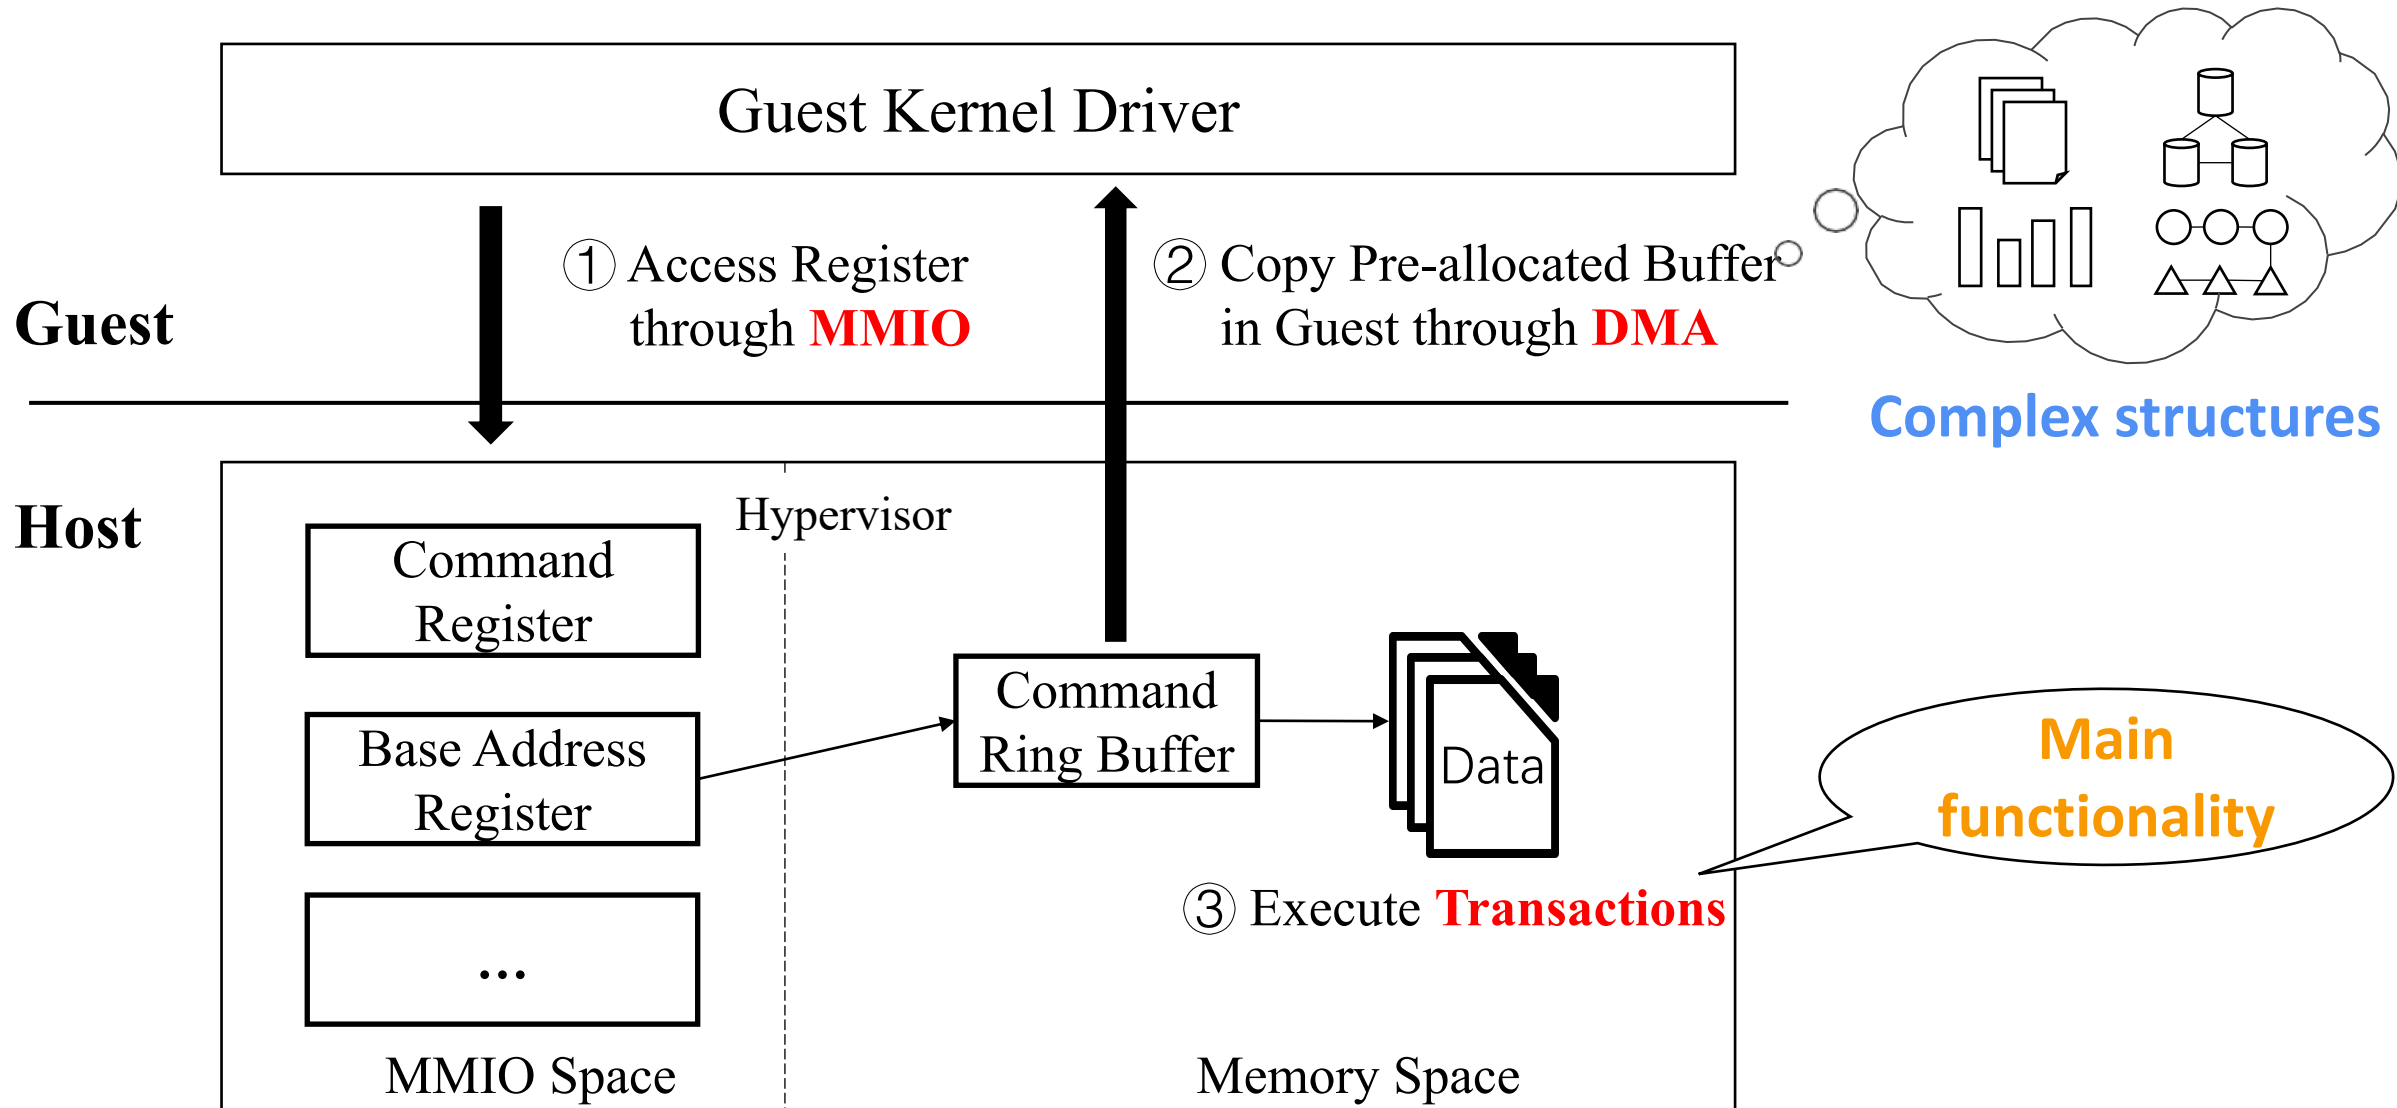 Guest Kernel Driver
① Access Register
through MMIO
② Copy Pre-allocated Buffer
in Guest through DMA
Guest
Complex structures
Host
Hypervisor
Command
Register
Base Address
Register
...
MMIO Space
Command
Ring Buffer
Data
③ Execute Transactions
Memory Space
Main
functionality